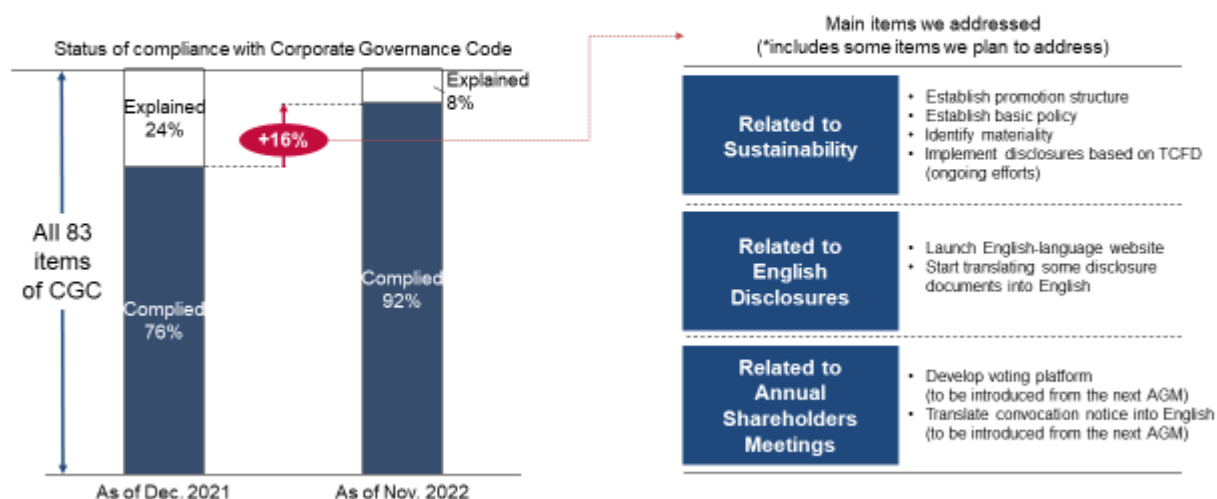 Status of compliance with Corporate Governance Code
Explained
24%
+16%
Explained
8%
All 83
items
of CGC
Complied
76%
Complied
92%
As of Dec. 2021
As of Nov. 2022
Main items we addressed
(*includes some items we plan to address)
Related to
Sustainability
• Establish promotion structure
• Establish basic policy
• Identify materiality
• Implement disclosures based on TCFD
(ongoing efforts)
Related to
English
Disclosures
• Launch English-language website
• Start translating some disclosure
documents into English
Related to
Annual
Shareholders
Meetings
• Develop voting platform
(to be introduced from the next AGM)
• Translate convocation notice into English
(to be introduced from the next AGM)